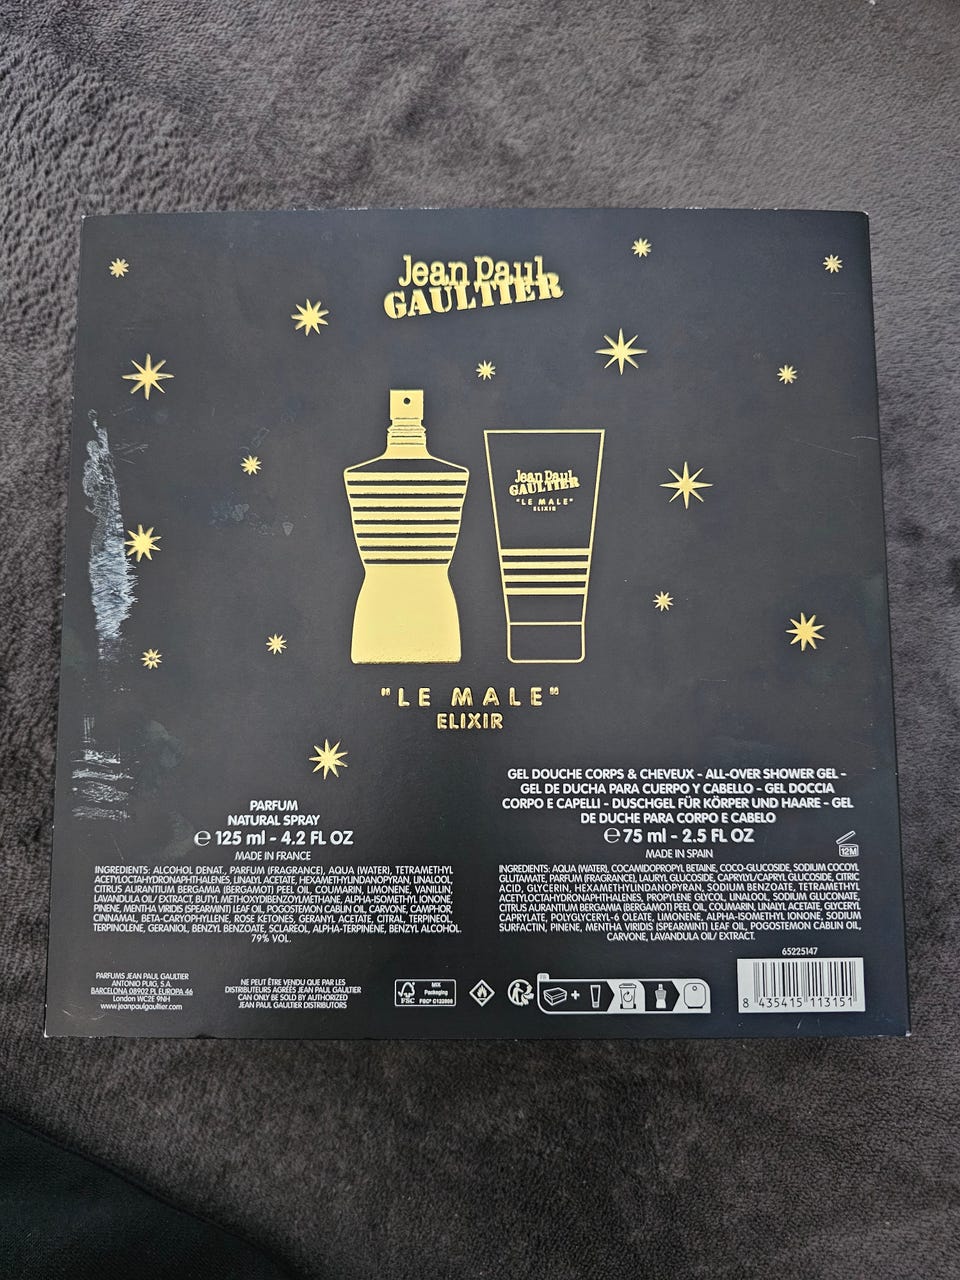 Jean Paul
GAULTIER
Jean Paul
GAULTIER
"LE MALE"
ELIXIR
"LE MALE"
ELIXIR
PARFUM
NATURAL SPRAY
℮ 125 ml - 4.2 FL OZ
MADE IN FRANCE
INGREDIENTS: ALCOHOL DENAT., PARFUM (FRAGRANCE), AQUA (WATER), TETRAMETHYL
ACETYLOCTAHYDRONAPHTHALENES, LINALYL ACETATE, HEXAMETHYLINDANOPYRAN, LINALOOL,
CITRUS AURANTIUM BERGAMIA (BERGAMOT) PEEL OIL, COUMARIN, LIMONENE, VANILLIN,
LAVANDULA OIL/ EXTRACT, BUTYL METHOXYDIBENZOYLMETHANE, ALPHA-ISOMETHYL IONONE,
PINENE, MENTHA VIRIDIS (SPEARMINT) LEAF OIL, POGOSTEMON CABLIN OIL, CARVONE, CAMPHOR,
CINNAMAL, BETA-CARYOPHYLLENE, ROSE KETONES, GERANYL ACETATE, CITRAL, TERPINEOL,
TERPINOLENE, GERANIOL, BENZYL BENZOATE, SCLAREOL, ALPHA-TERPINENE, BENZYL ALCOHOL.
79% VOL.
GEL DOUCHE CORPS & CHEVEUX - ALL-OVER SHOWER GEL -
GEL DE DUCHA PARA CUERPO Y CABELLO - GEL DOCCIA
CORPO E CAPELLI - DUSCHGEL FÜR KÖRPER UND HAARE - GEL
DE DUCHE PARA CORPO E CABELO
℮ 75 ml - 2.5 FL OZ
12M
MADE IN SPAIN
INGREDIENTS: AQUA (WATER), COCAMIDOPROPYL BETAINE, COCO-GLUCOSIDE, SODIUM COCOYL
GLUTAMATE, PARFUM (FRAGRANCE), LAURYL GLUCOSIDE, CAPRYLYL/CAPRYL GLUCOSIDE, CITRIC
ACID, GLYCERIN, HEXAMETHYLINDANOPYRAN, SODIUM BENZOATE, TETRAMETHYL
ACETYLOCTAHYDRONAPHTHALENES, PROPYLENE GLYCOL, LINALOOL, SODIUM GLUCONATE,
CITRUS AURANTIUM BERGAMIA (BERGAMOT) PEEL OIL, COUMARIN, LINALYL ACETATE, GLYCERYL
CAPRYLATE, POLYGLYCERYL-6 OLEATE, LIMONENE, ALPHA-ISOMETHYL IONONE, SODIUM
SURFACTIN, PINENE, MENTHA VIRIDIS (SPEARMINT) LEAF OIL, POGOSTEMON CABLIN OIL,
CARVONE, LAVANDULA OIL/ EXTRACT.
PARFUMS JEAN PAUL GAULTIER
ANTONIO PUIG, S.A.
BARCELONA 08902 PL EUROPA 46
London WC2E 9NH
www.jeanpaulgaultier.com
NE PEUT ÊTRE VENDU QUE PAR LES
DISTRIBUTEURS AGRÉÉS JEAN PAUL GAULTIER
CAN ONLY BE SOLD BY AUTHORIZED
JEAN PAUL GAULTIER DISTRIBUTORS
FSC
MIX
Packaging
FSC® C122808
FR
65225147
8 435415 113151